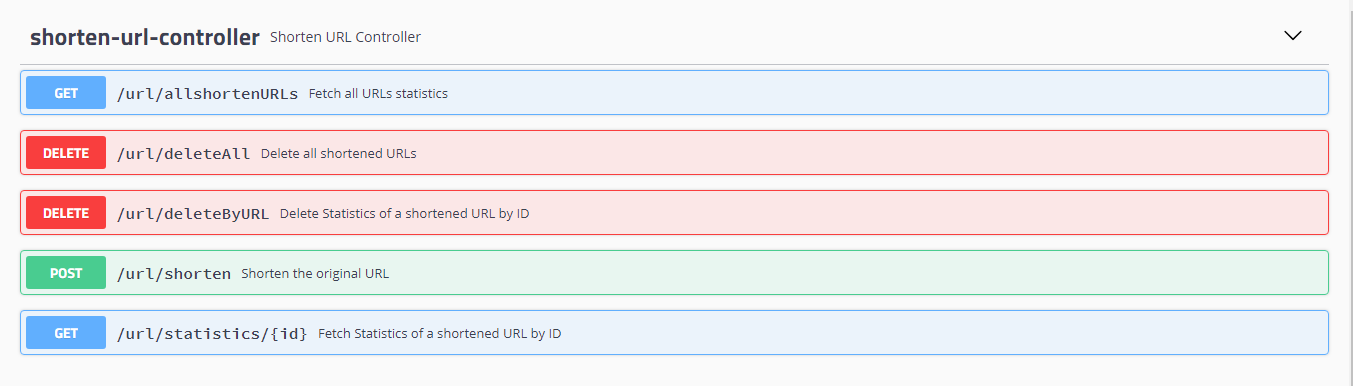 shorten-url-controller Shorten URL Controller
GET /url/allshortenURLs Fetch all URLs statistics
DELETE /url/deleteAll Delete all shortened URLs
DELETE /url/deleteByURL Delete Statistics of a shortened URL by ID
POST /url/shorten Shorten the original URL
GET /url/statistics/{id} Fetch Statistics of a shortened URL by ID